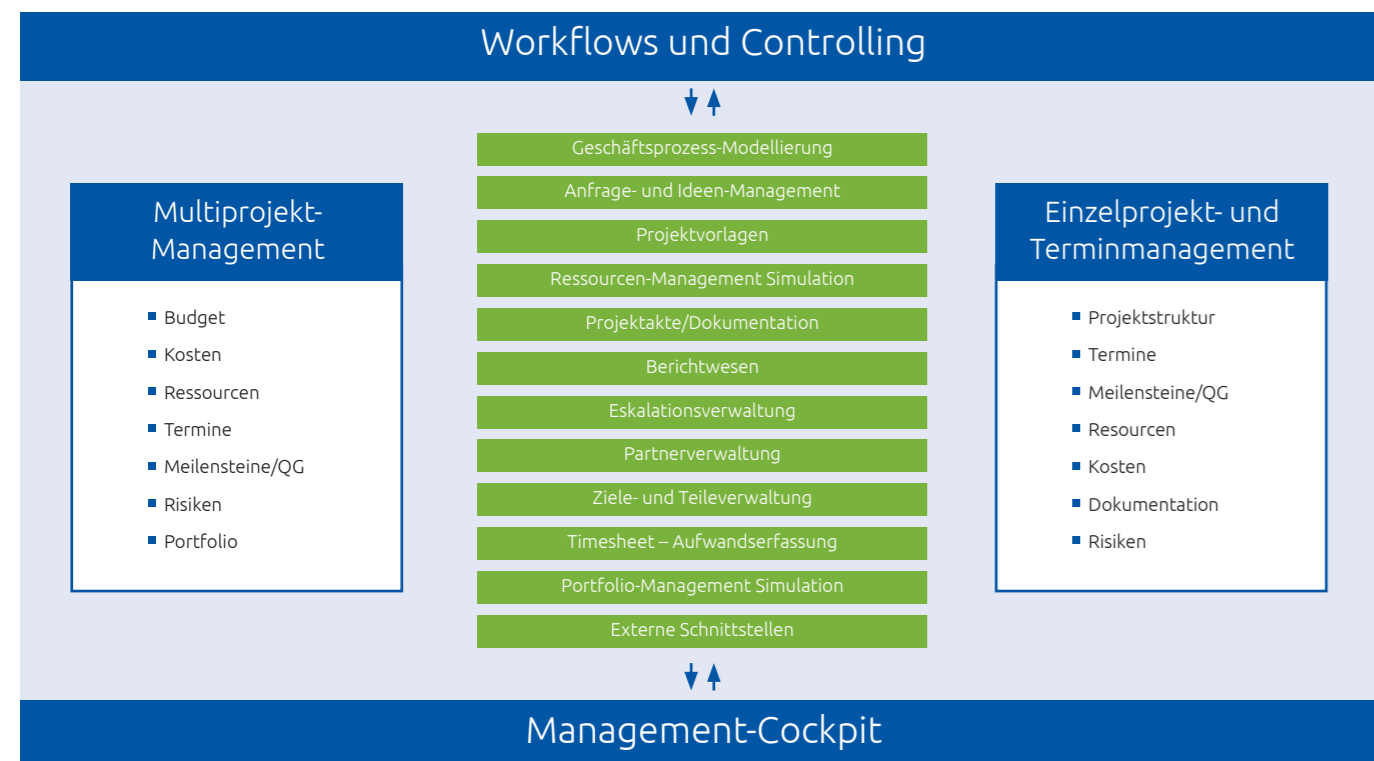 Workflows und Controlling
Geschäftsprozess-Modellierung
Anfrage- und Ideen-Management
Projektvorlagen
Ressourcen-Management Simulation
Projektakte/Dokumentation
Berichtwesen
Eskalationsverwaltung
Partnerverwaltung
Ziele- und Teileverwaltung
Timesheet – Aufwandserfassung
Portfolio-Management Simulation
Externe Schnittstellen
Multiprojekt-
Management
Budget
Kosten
Ressourcen
Termine
Meilensteine/QG
Risiken
Portfolio
Einzelprojekt- und
Terminmanagement
Projektstruktur
Termine
Meilensteine/QG
Resourcen
Kosten
Dokumentation
Risiken
Management-Cockpit